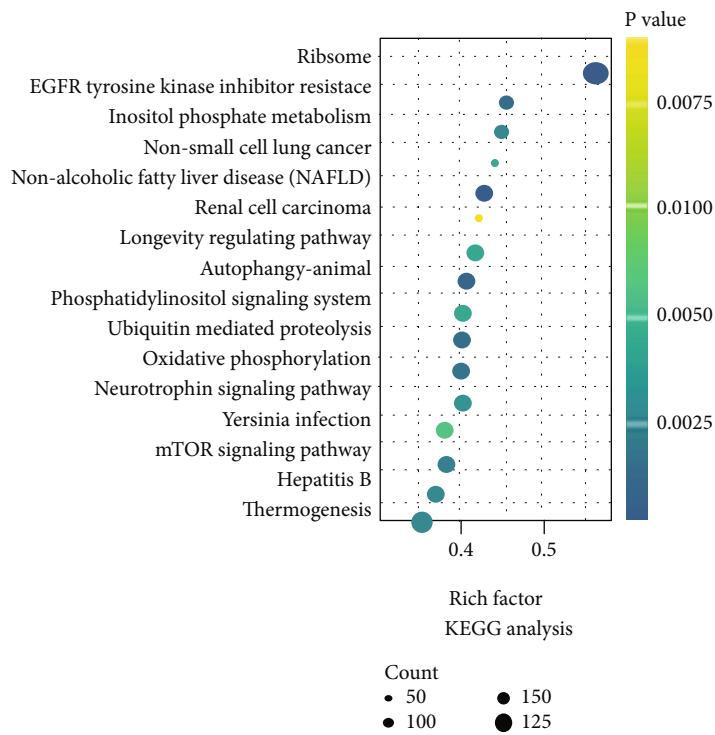 P value
Ribsome
EGFR tyrosine kinase inhibitor resistace
Inositol phosphate metabolism
Non-small cell lung cancer
Non-alcoholic fatty liver disease (NAFLD)
Renal cell carcinoma
Longevity regulating pathway
Autophangy-animal
Phosphatidylinositol signaling system
Ubiquitin mediated proteolysis
Oxidative phosphorylation
Neurotrophin signaling pathway
Yersinia infection
mTOR signaling pathway
Hepatitis B
Thermogenesis
0.0075
0.0100
0.0050
0.0025
0.4 0.5
Rich factor
KEGG analysis
Count
50 150
100 125